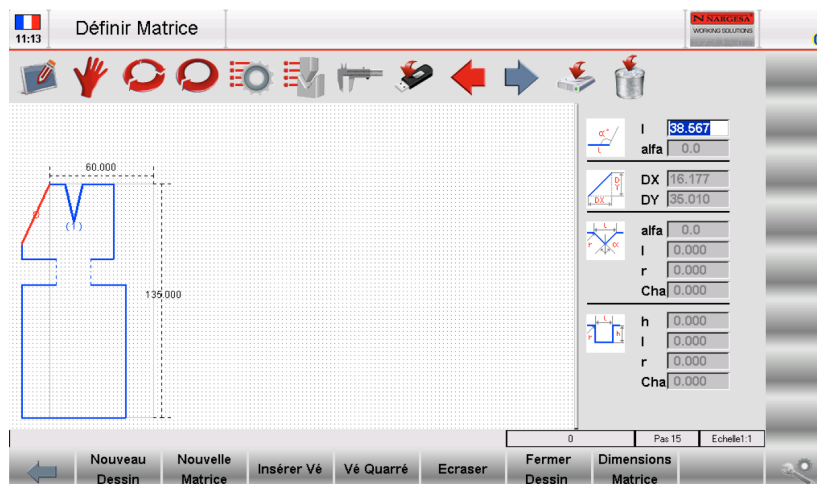 11:13
Définir Matrice
N NARGESA
WORKING SOLUTIONS
60.000
(1)
135.000
α°
l
l 38.567
alfa 0.0
DY
DX
DX 16.177
DY 35.010
l
r
α
alfa 0.0
l 0.000
r 0.000
Cha 0.000
l
r
h
h 0.000
l 0.000
r 0.000
Cha 0.000
0
Pas 15
Echelle1:1
Nouveau
Dessin
Nouvelle
Matrice
Insérer Vé
Vé Quarré
Ecraser
Fermer
Dessin
Dimensions
Matrice